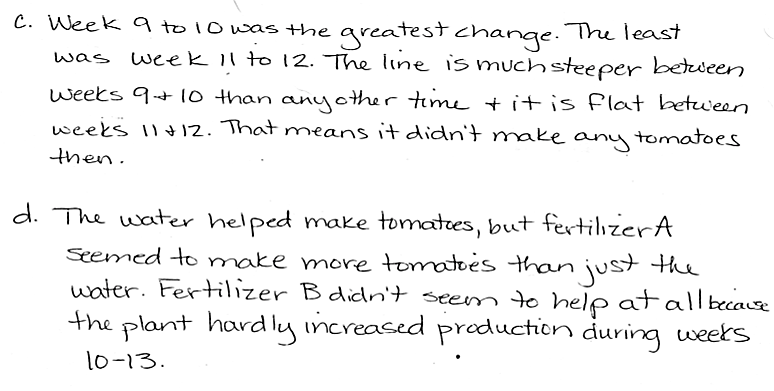 c. Week 9 to 10 was the greatest change. The least
was week 11 to 12. The line is much steeper between
weeks 9 + 10 than any other time + it is flat between
weeks 11 + 12. That means it didn't make any tomatoes
then.
d. The water helped make tomatoes, but fertilizer A
seemed to make more tomatoes than just the
water. Fertilizer B didn't seem to help at all because
the plant hardly increased production during weeks
10-13.